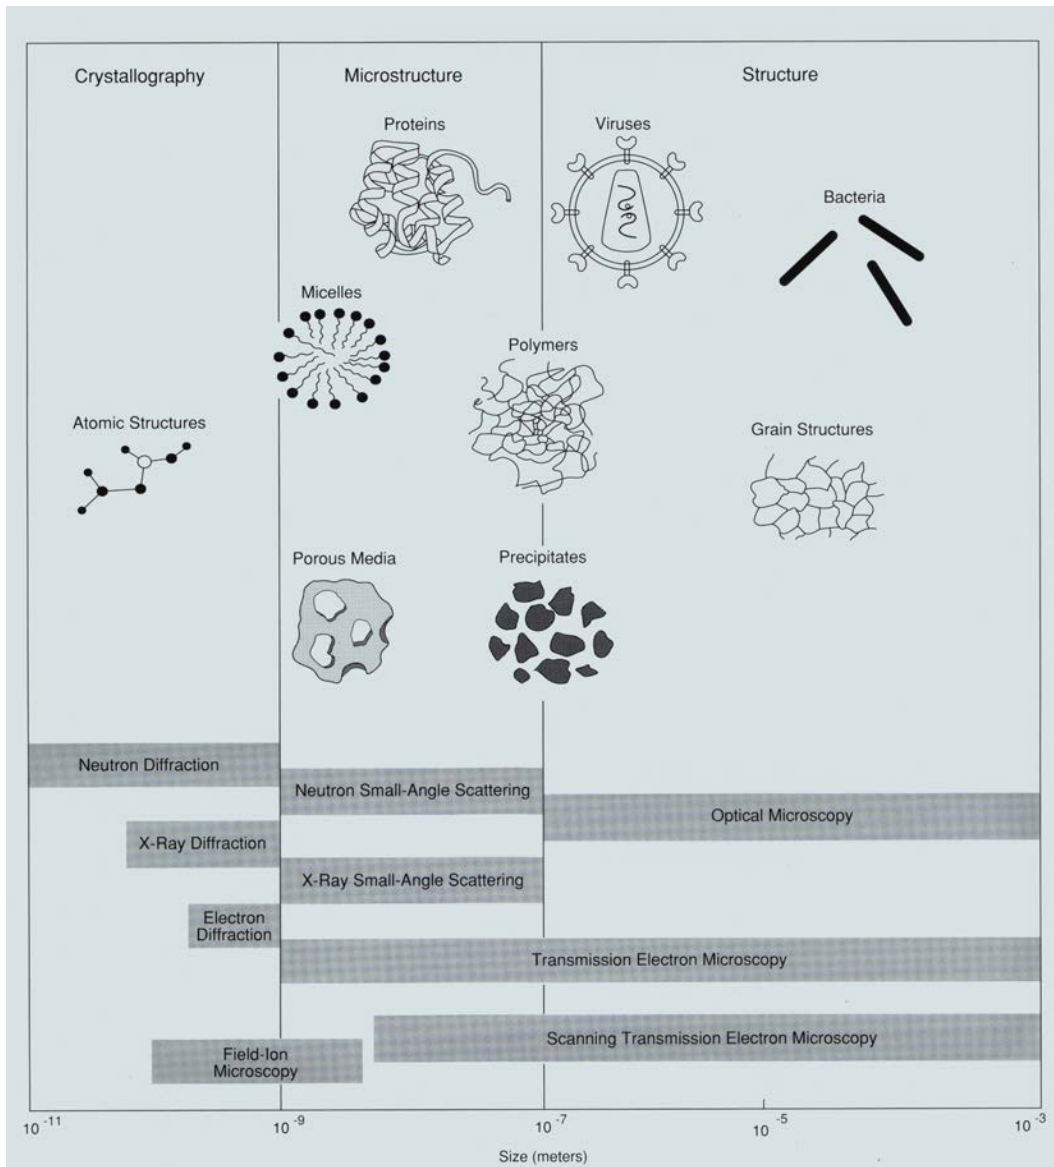 Crystallography
Microstructure
Structure
Proteins
Viruses
Bacteria
Micelles
Polymers
Atomic Structures
Grain Structures
Porous Media
Precipitates
Neutron Diffraction
Neutron Small-Angle Scattering
Optical Microscopy
X-Ray Diffraction
X-Ray Small-Angle Scattering
Electron
Diffraction
Transmission Electron Microscopy
Scanning Transmission Electron Microscopy
Field-Ion
Microscopy
10 -11
10 -9
10 -7
10 -5
10 -3
Size (meters)